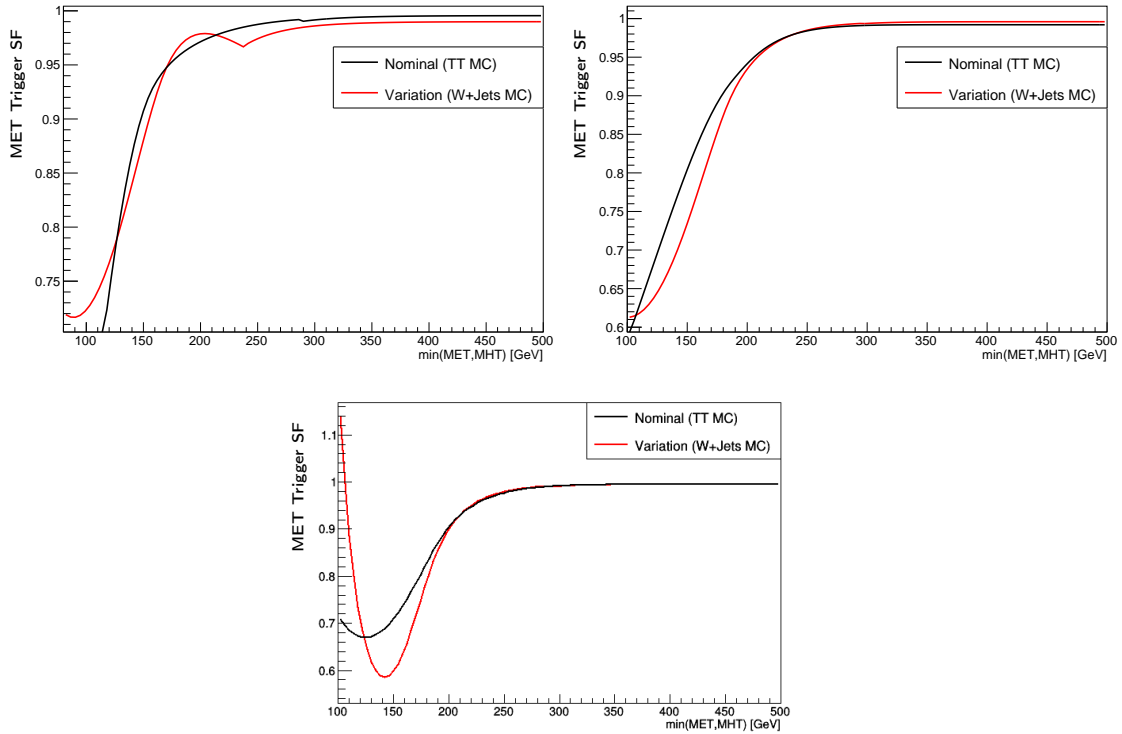 MET Trigger SF
1
0.95
0.9
0.85
0.8
0.75
Nominal (TT MC)
Variation (W+Jets MC)
100 150 200 250 300 350 400 450 500
min(MET,MHT) [GeV]
MET Trigger SF
1
0.95
0.9
0.85
0.8
0.75
0.7
0.65
0.6
Nominal (TT MC)
Variation (W+Jets MC)
100 150 200 250 300 350 400 450 500
min(MET,MHT) [GeV]
MET Trigger SF
1.1
1
0.9
0.8
0.7
0.6
Nominal (TT MC)
Variation (W+Jets MC)
100 150 200 250 300 350 400 450 500
min(MET,MHT) [GeV]